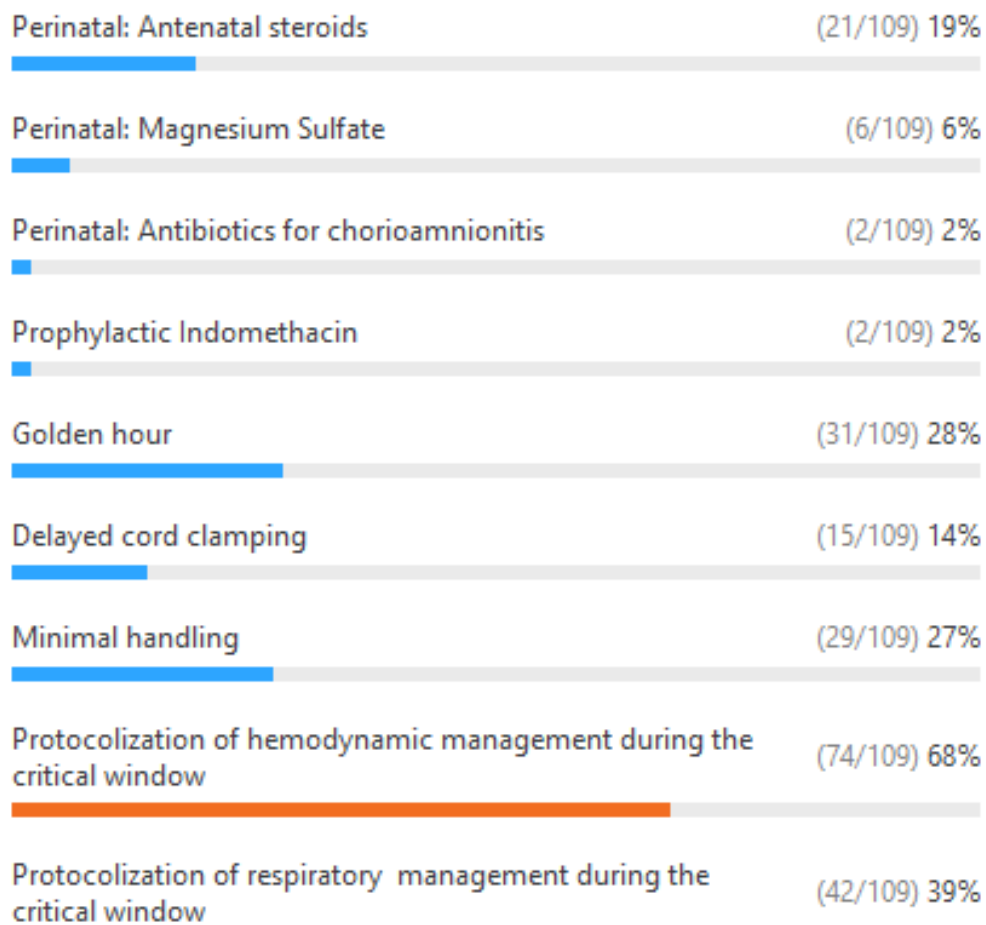 Perinatal: Antenatal steroids (21/109) 19%
Perinatal: Magnesium Sulfate (6/109) 6%
Perinatal: Antibiotics for chorioamnionitis (2/109) 2%
Prophylactic Indomethacin (2/109) 2%
Golden hour (31/109) 28%
Delayed cord clamping (15/109) 14%
Minimal handling (29/109) 27%
Protocolization of hemodynamic management during the
critical window (74/109) 68%
Protocolization of respiratory  management during the
critical window (42/109) 39%